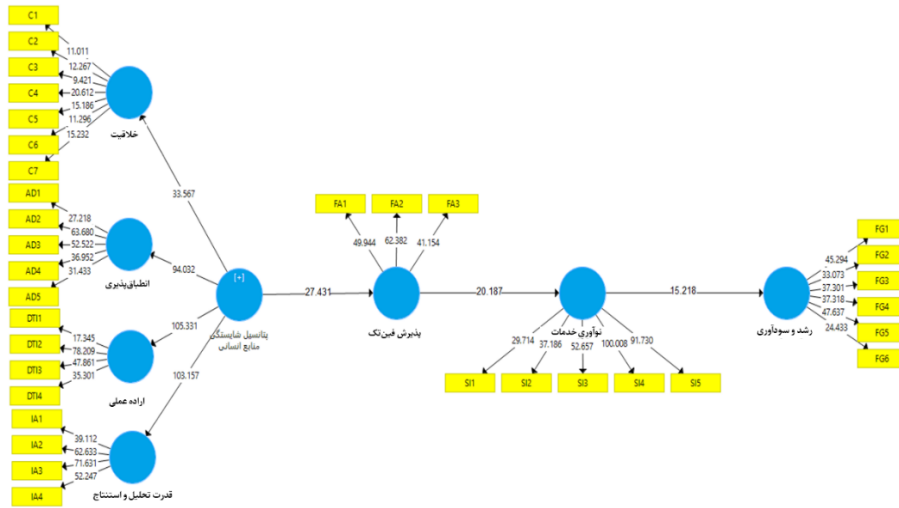 C1
C2
C3
C4
C5
C6
C7
11.011
12.267
9.421
20.612
15.186
11.296
15.232
خلاقیت
AD1
AD2
AD3
AD4
AD5
27.218
63.680
52.522
36.952
31.433
انطباق‌پذیری
DTI1
DTI2
DTI3
DTI4
17.345
78.209
47.861
35.301
اراده عملی
IA1
IA2
IA3
IA4
39.112
62.633
71.631
52.247
قدرت تحلیل و استنتاج
33.567
94.032
105.331
103.157
[+]
پتانسیل شایستگی
منابع انسانی
27.431
FA1
FA2
FA3
49.944
62.382
41.154
پذیرش فین‌تک
20.187
نوآوری خدمات
29.714
37.186
52.657
100.008
91.730
SI1
SI2
SI3
SI4
SI5
15.218
رشد و سودآوری
45.294
33.073
37.301
37.318
47.637
24.433
FG1
FG2
FG3
FG4
FG5
FG6